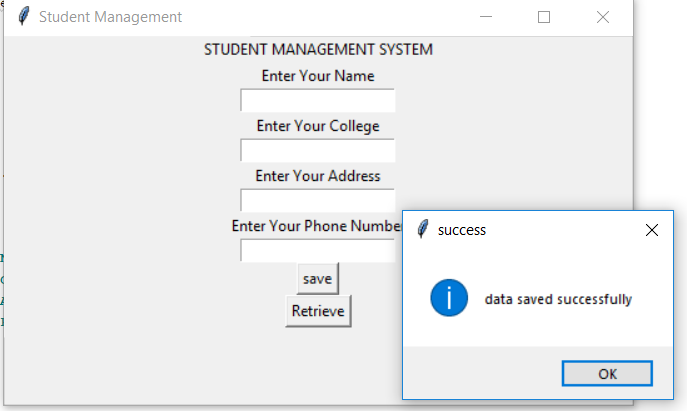 Student Management
STUDENT MANAGEMENT SYSTEM
Enter Your Name
Enter Your College
Enter Your Address
Enter Your Phone Number
save
Retrieve
success
data saved successfully
OK